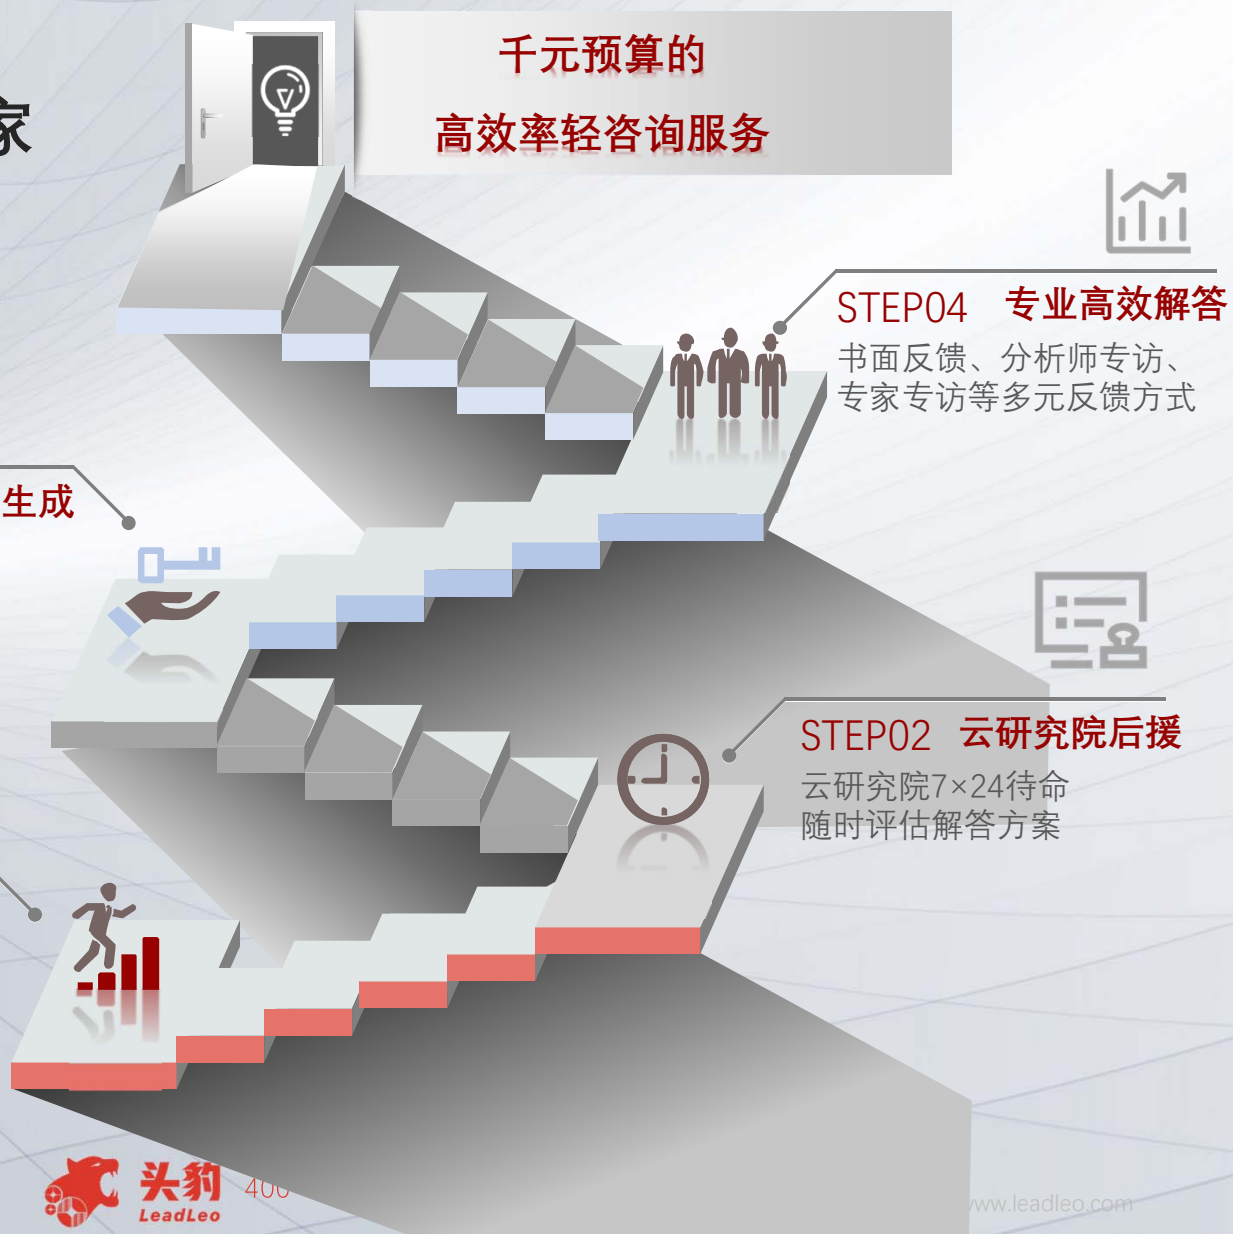 家
千元预算的
高效率轻咨询服务
STEP04 专业高效解答
书面反馈、分析师专访、
专家专访等多元反馈方式
生成
STEP02 云研究院后援
云研究院7×24待命
随时评估解答方案
头豹
LeadLeo
400
www.leadleo.com